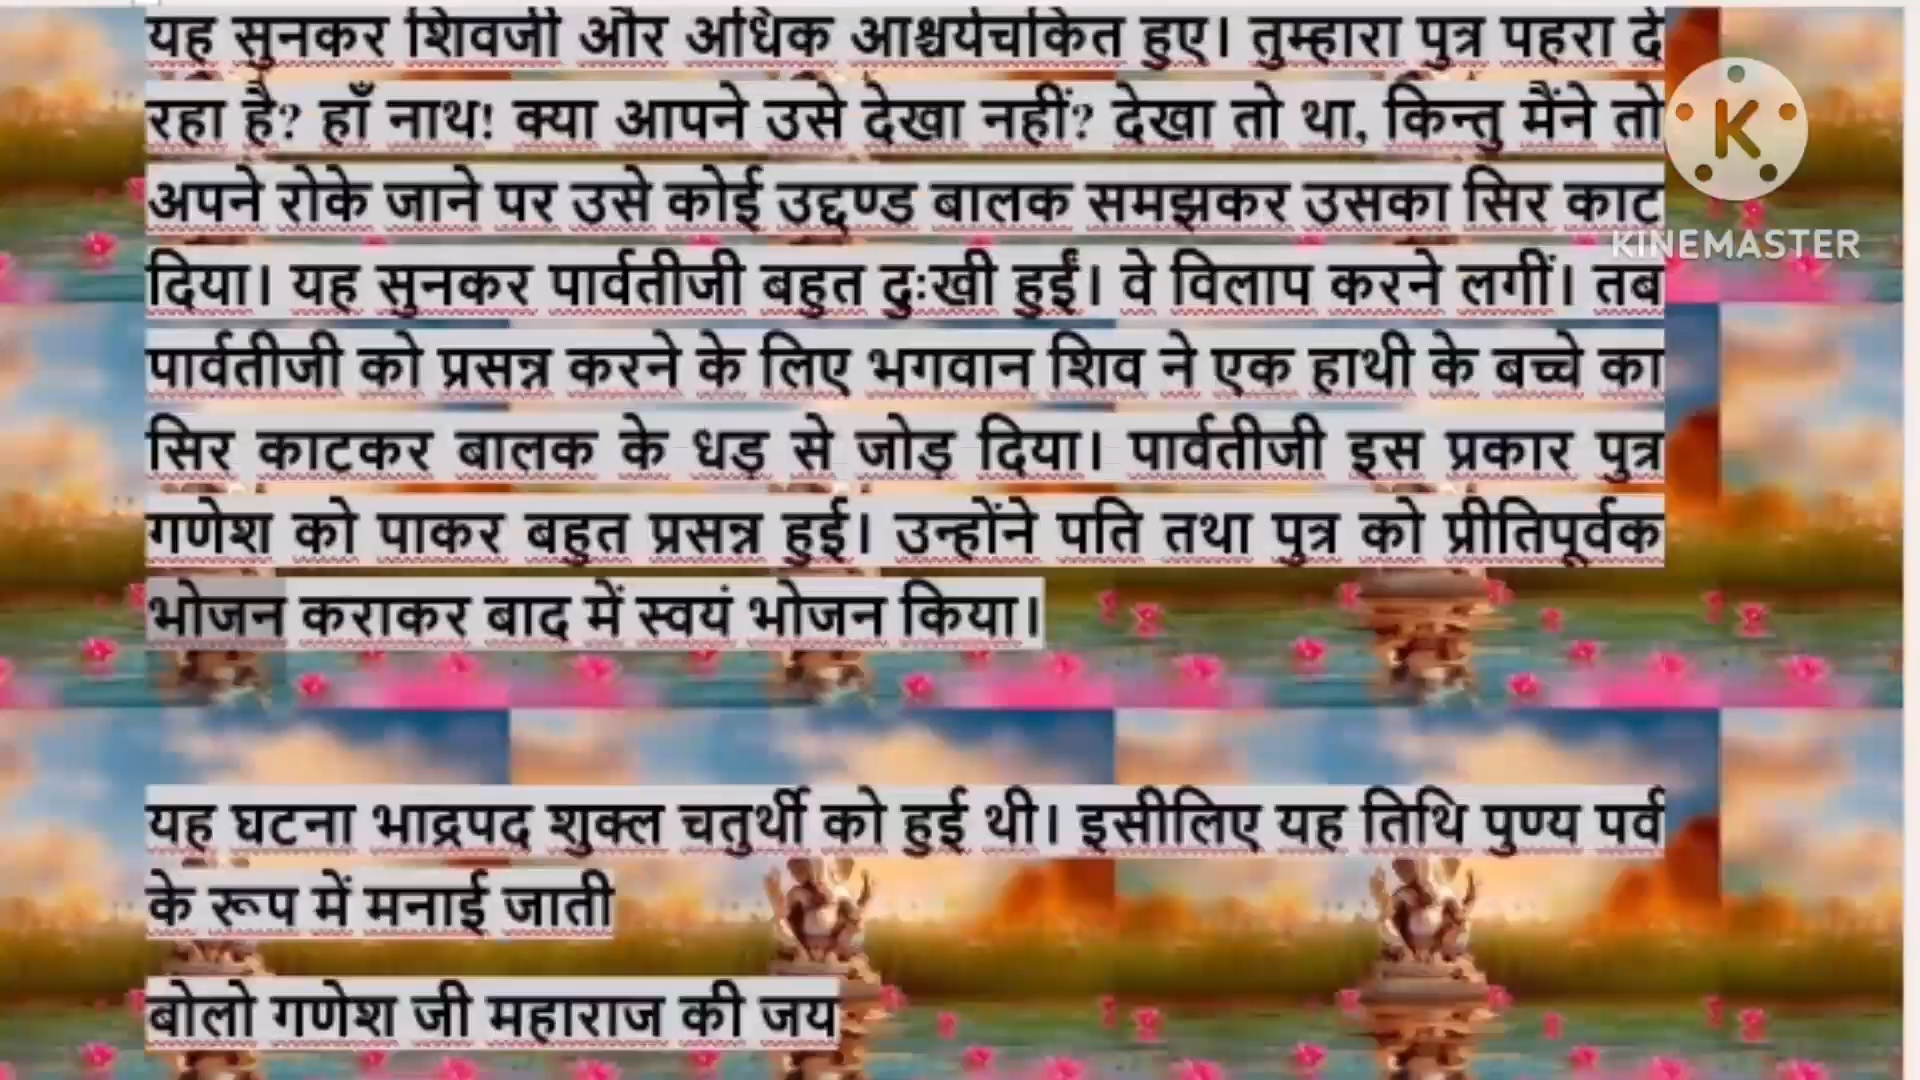 यह सुनकर शिवजी और अधिक आश्चर्यचकित हुए। तुम्हारा पुत्र पहरा दे
रहा है? हाँ नाथ! क्या आपने उसे देखा नहीं? देखा तो था, किन्तु मैंने तो
अपने रोके जाने पर उसे कोई उद्दण्ड बालक समझकर उसका सिर काट
दिया। यह सुनकर पार्वतीजी बहुत दुःखी हुईं। वे विलाप करने लगीं। तब
पार्वतीजी को प्रसन्न करने के लिए भगवान शिव ने एक हाथी के बच्चे का
सिर काटकर बालक के धड़ से जोड़ दिया। पार्वतीजी इस प्रकार पुत्र
गणेश को पाकर बहुत प्रसन्न हुई। उन्होंने पति तथा पुत्र को प्रीतिपूर्वक
भोजन कराकर बाद में स्वयं भोजन किया।
यह घटना भाद्रपद शुक्ल चतुर्थी को हुई थी। इसीलिए यह तिथि पुण्य पर्व
के रूप में मनाई जाती
बोलो गणेश जी महाराज की जय
K
KINEMASTER